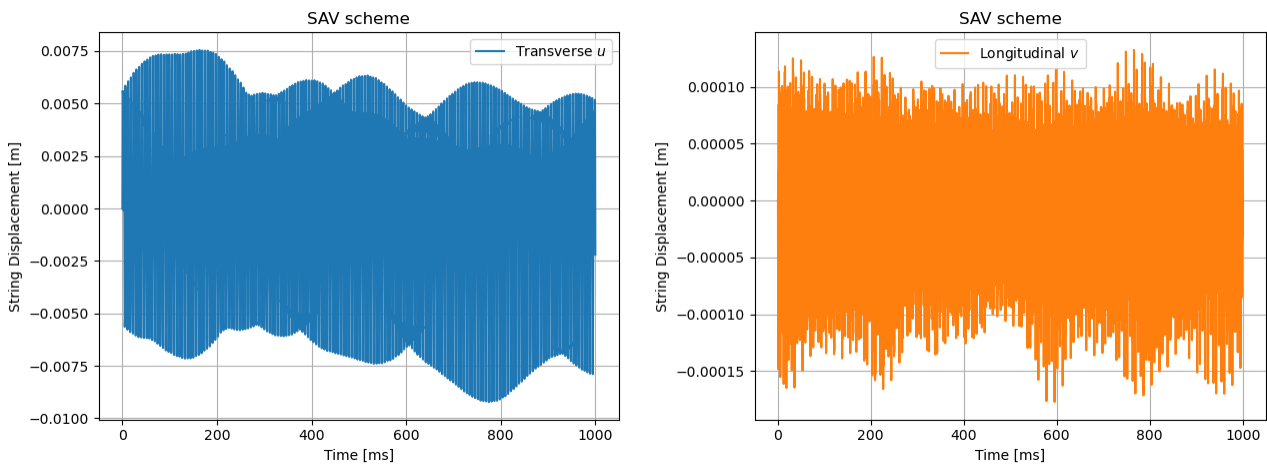 SAV scheme
Transverse u
String Displacement [m]
0.0075
0.0050
0.0025
0.0000
−0.0025
−0.0050
−0.0075
−0.0100
0 200 400 600 800 1000
Time [ms]
SAV scheme
Longitudinal v
String Displacement [m]
0.00010
0.00005
0.00000
−0.00005
−0.00010
−0.00015
0 200 400 600 800 1000
Time [ms]